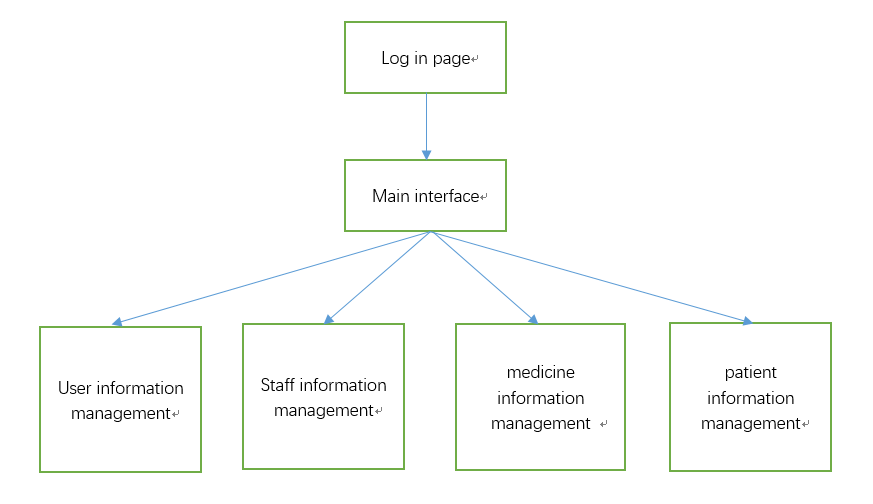 Log in page
Main interface
User information
management
Staff information
management
medicine
information
management
patient
information
management